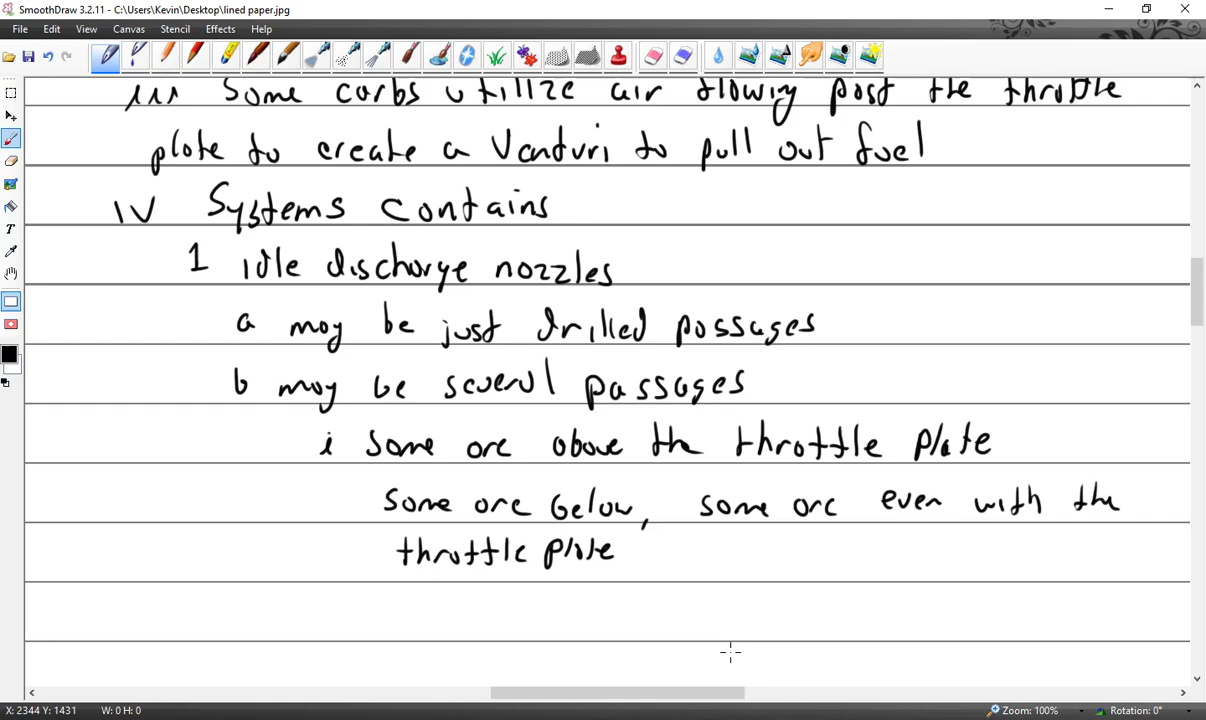 SmoothDraw 3.2.11 - C:\Users\Kevin\Desktop\lined paper.jpg
File Edit View Canvas Stencil Effects Help
iii Some carbs utillize air flowing past the throttle
plate to create a Venturi to pull out fuel
iv Systems contains
1 idle discharge nozzles
a may be just drilled passages
b may be several passages
i some are above the throttle plate
some are below, some are even with the
throttle plate
X: 2344 Y: 1431 W: 0 H: 0 Zoom: 100% Rotation: 0°